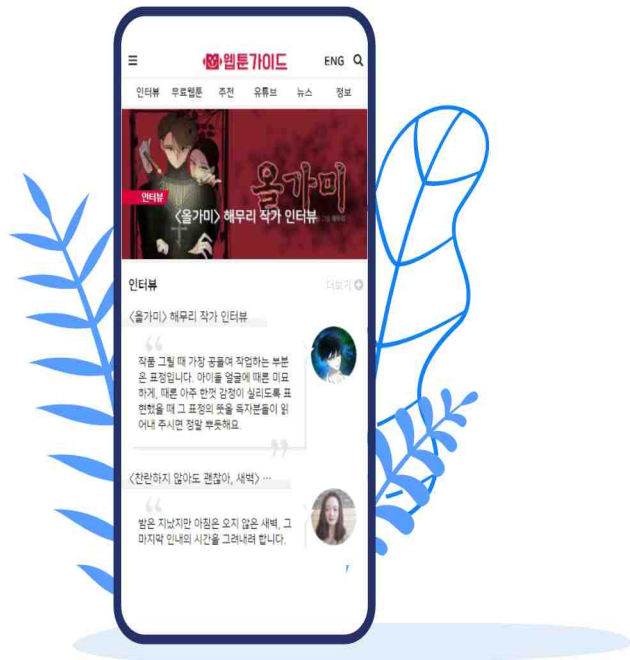 웹툰가이드
ENG
인터뷰 무료웹툰 추천 유튜브 뉴스 정보
올가미
인터뷰
〈올가미〉 해무리 작가 인터뷰
인터뷰
더보기
〈올가미〉 해무리 작가 인터뷰
작품 그릴 때 가장 공들여 작업하는 부분
은 표정입니다. 아이돌 얼굴에 때론 미묘
하게, 때론 아주 한껏 감정이 실리도록 표
현했을 때 그 표정의 뜻을 독자분들이 읽
어내 주시면 정말 뿌듯해요.
〈찬란하지 않아도 괜찮아, 새벽〉 …
밤은 지났지만 아침은 오지 않은 새벽, 그
마지막 인내의 시간을 그려내려 합니다.